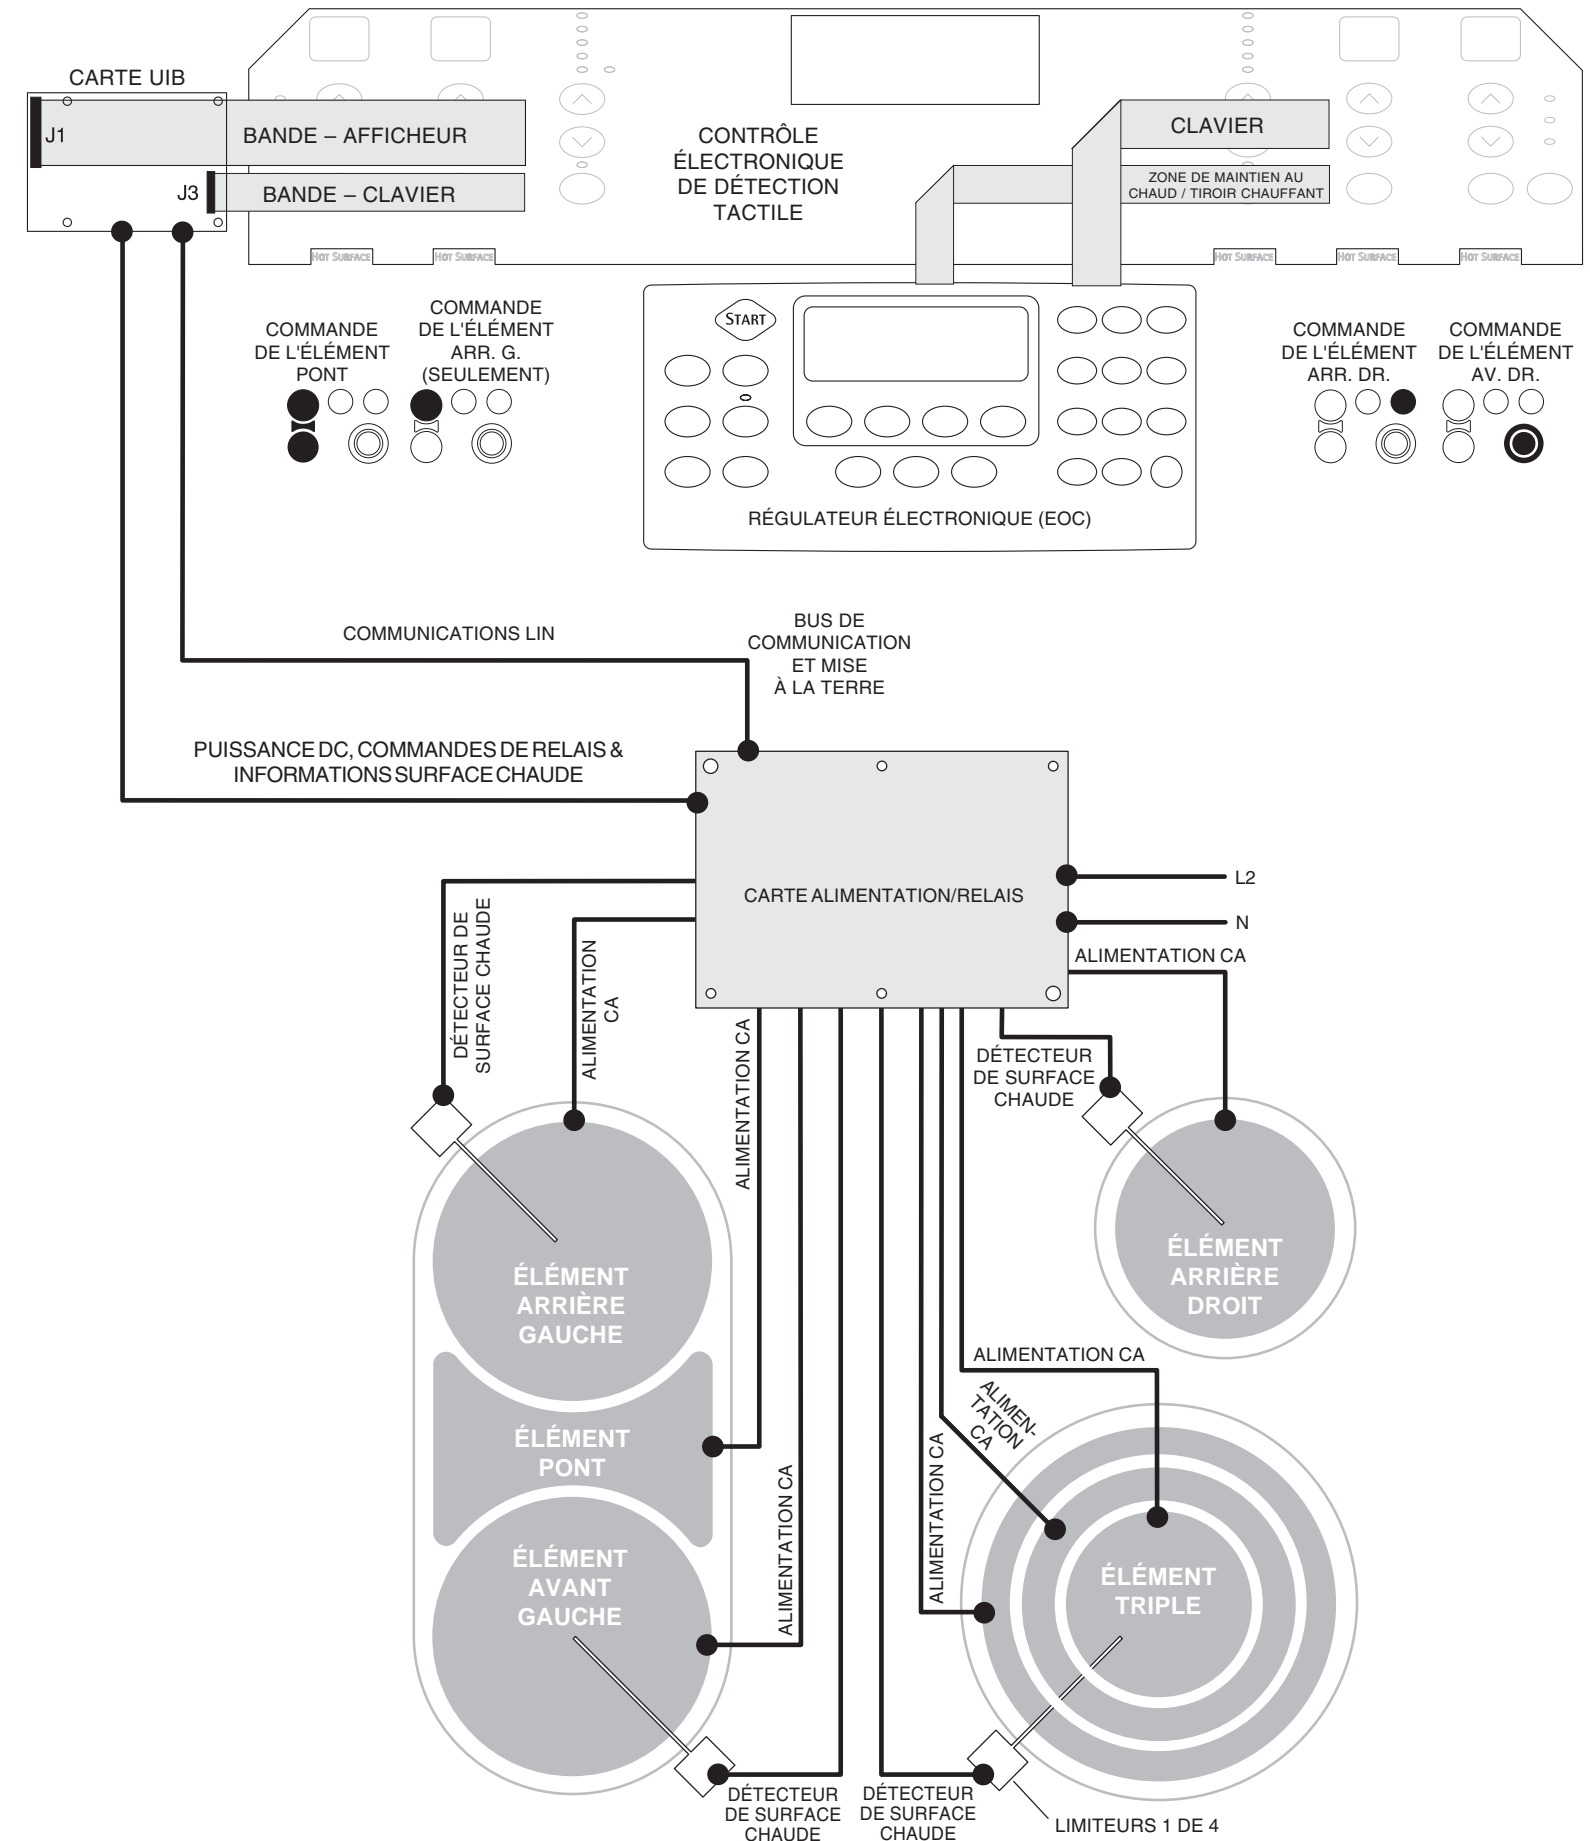 CARTE UIB
J1
BANDE – AFFICHEUR
J3
BANDE – CLAVIER
CONTRÔLE
ÉLECTRONIQUE
DE DÉTECTION
TACTILE
CLAVIER
ZONE DE MAINTIEN AU
CHAUD / TIROIR CHAUFFANT
HOT SURFACE
HOT SURFACE
HOT SURFACE
HOT SURFACE
HOT SURFACE
COMMANDE
DE L'ÉLÉMENT
PONT
COMMANDE
DE L'ÉLÉMENT
ARR. G.
(SEULEMENT)
START
RÉGULATEUR ÉLECTRONIQUE (EOC)
COMMANDE
DE L'ÉLÉMENT
ARR. DR.
COMMANDE
DE L'ÉLÉMENT
AV. DR.
COMMUNICATIONS LIN
BUS DE
COMMUNICATION
ET MISE
À LA TERRE
PUISSANCE DC, COMMANDES DE RELAIS &
INFORMATIONS SURFACE CHAUDE
CARTE ALIMENTATION/RELAIS
L2
N
ALIMENTATION CA
DÉTECTEUR DE
SURFACE CHAUDE
ALIMENTATION
CA
ALIMENTATION CA
DÉTECTEUR
DE SURFACE
CHAUDE
ÉLÉMENT
ARRIÈRE
GAUCHE
ÉLÉMENT
ARRIÈRE
DROIT
ALIMENTATION CA
ALIMEN-
TATION
CA
ÉLÉMENT
PONT
ALIMENTATION CA
ALIMENTATION CA
ÉLÉMENT
AVANT
GAUCHE
ÉLÉMENT
TRIPLE
DÉTECTEUR
DE SURFACE
CHAUDE
DÉTECTEUR
DE SURFACE
CHAUDE
LIMITEURS 1 DE 4